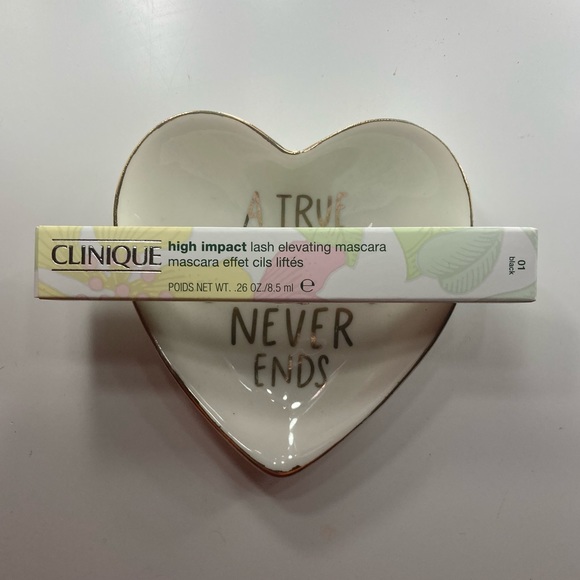 A TRUE
CLINIQUE
high impact lash elevating mascara
mascara effet cils liftés
POIDS NET WT. .26 OZ./8.5 ml ℮
01
black
NEVER
ENDS